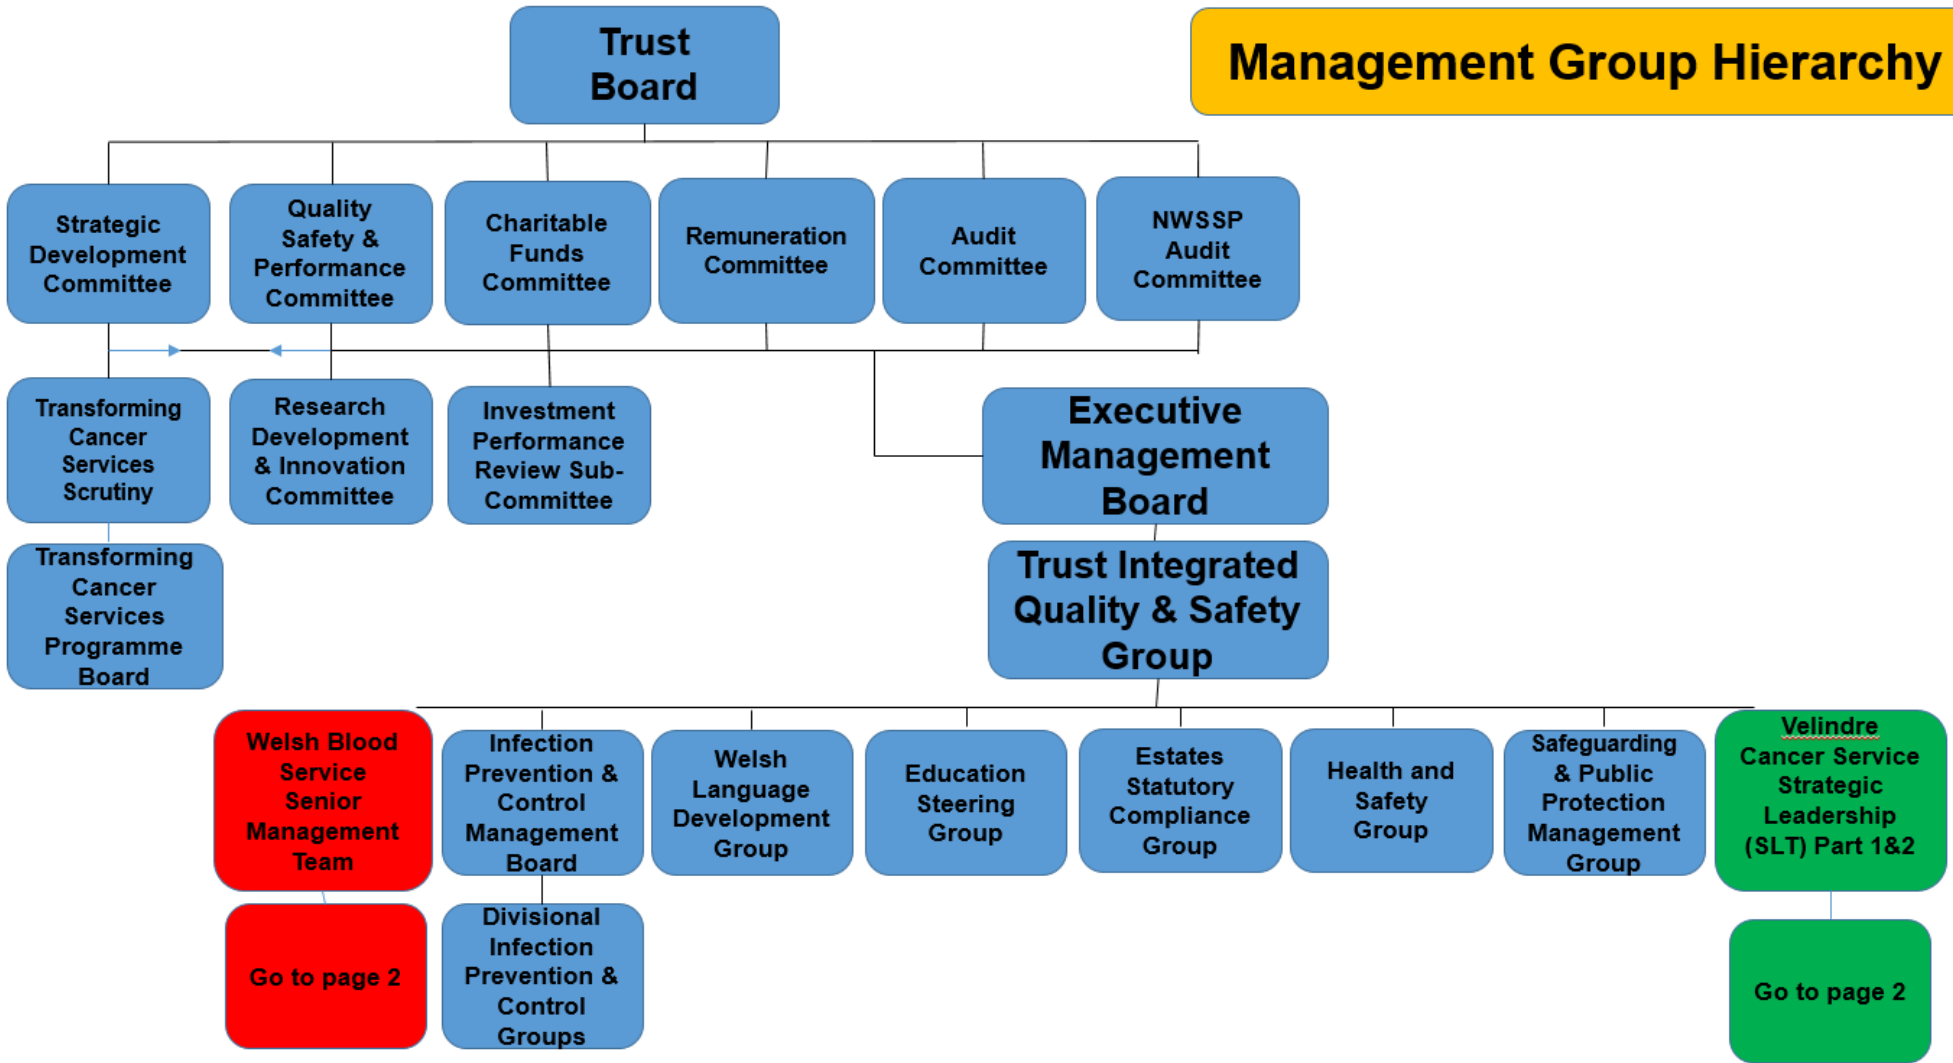 Trust
Board
Management Group Hierarchy
Strategic
Development
Committee
Quality
Safety &
Performance
Committee
Charitable
Funds
Committee
Remuneration
Committee
Audit
Committee
NWSSP
Audit
Committee
Transforming
Cancer
Services
Scrutiny
Research
Development
& Innovation
Committee
Investment
Performance
Review Sub-
Committee
Executive
Management
Board
Transforming
Cancer
Services
Programme
Board
Trust Integrated
Quality & Safety
Group
Welsh Blood
Service
Senior
Management
Team
Infection
Prevention &
Control
Management
Board
Welsh
Language
Development
Group
Education
Steering
Group
Estates
Statutory
Compliance
Group
Health and
Safety
Group
Safeguarding
& Public
Protection
Management
Group
Velindre
Cancer Service
Strategic
Leadership
(SLT) Part 1&2
Go to page 2
Divisional
Infection
Prevention &
Control
Groups
Go to page 2